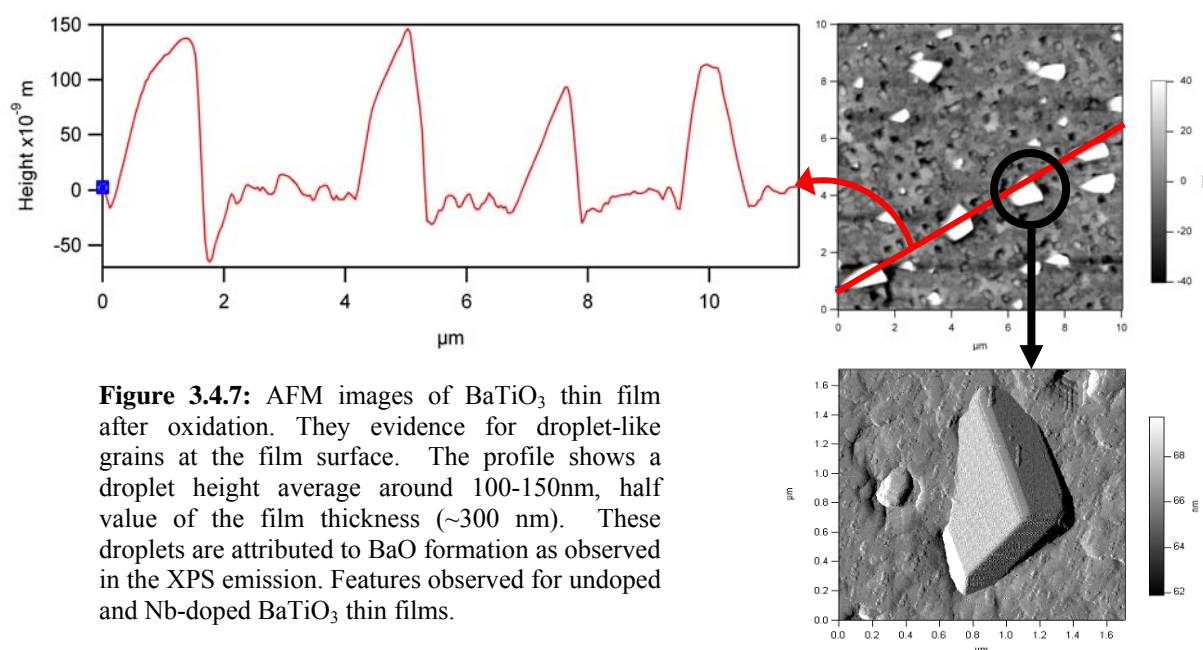 150
100
50
0
-50
Height x10⁻⁹ m
0 2 4 6 8 10
µm
10
8
6
4
2
0
0 2 4 6 8 10
µm
40
20
0
-20
-40
Figure 3.4.7: AFM images of BaTiO₃ thin film
after oxidation. They evidence for droplet-like
grains at the film surface. The profile shows a
droplet height average around 100-150nm, half
value of the film thickness (~300 nm). These
droplets are attributed to BaO formation as observed
in the XPS emission. Features observed for undoped
and Nb-doped BaTiO₃ thin films.
1.6
1.4
1.2
1.0
0.8
0.6
0.4
0.2
0.0
µm
0.0 0.2 0.4 0.6 0.8 1.0 1.2 1.4 1.6
µm
68
66
64
62
nm